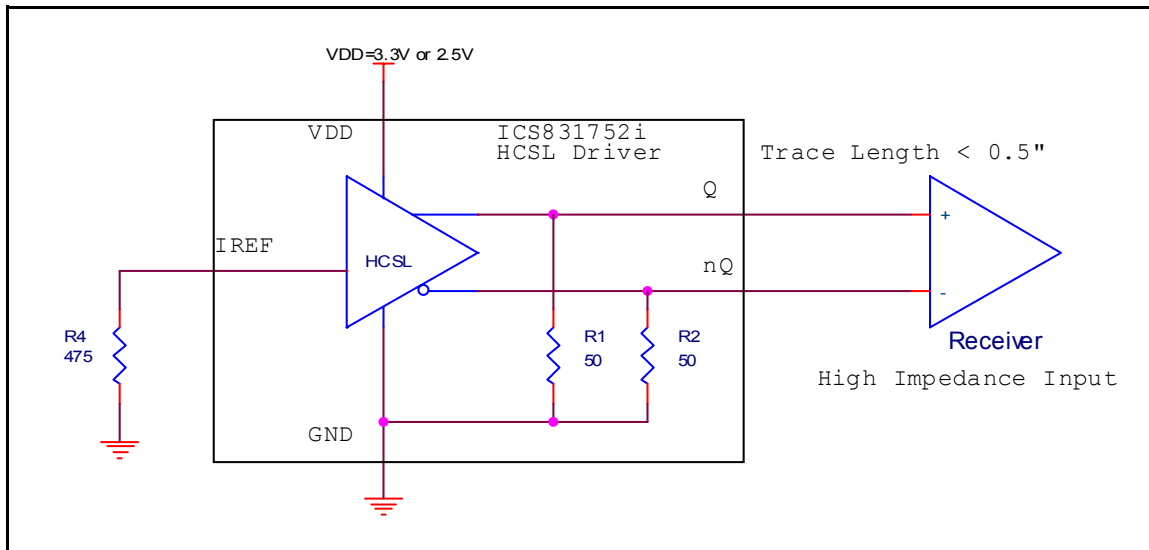 VDD=3.3V or 2.5V
VDD
ICS831752i
HCSL Driver
Trace Length < 0.5"
Q
IREF
HCSL
nQ
+
-
R4
475
R1
50
R2
50
Receiver
High Impedance Input
GND